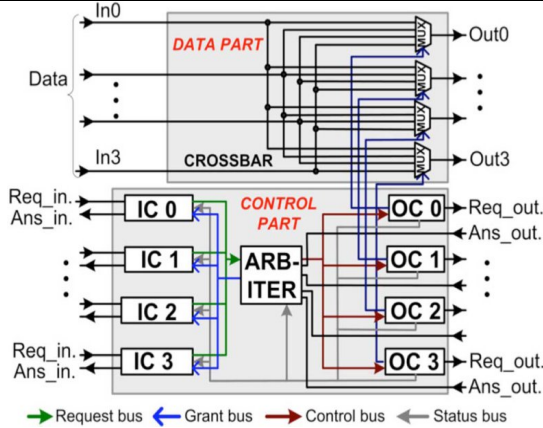 In0
DATA PART
MUX
Out0
Data
MUX
MUX
In3
CROSSBAR
MUX
Out3
Req_in.
Ans_in.
IC 0
CONTROL
PART
OC 0
Req_out.
Ans_out.
IC 1
ARB-
ITER
OC 1
IC 2
OC 2
Req_in.
Ans_in.
IC 3
OC 3
Req_out.
Ans_out.
Request bus
Grant bus
Control bus
Status bus